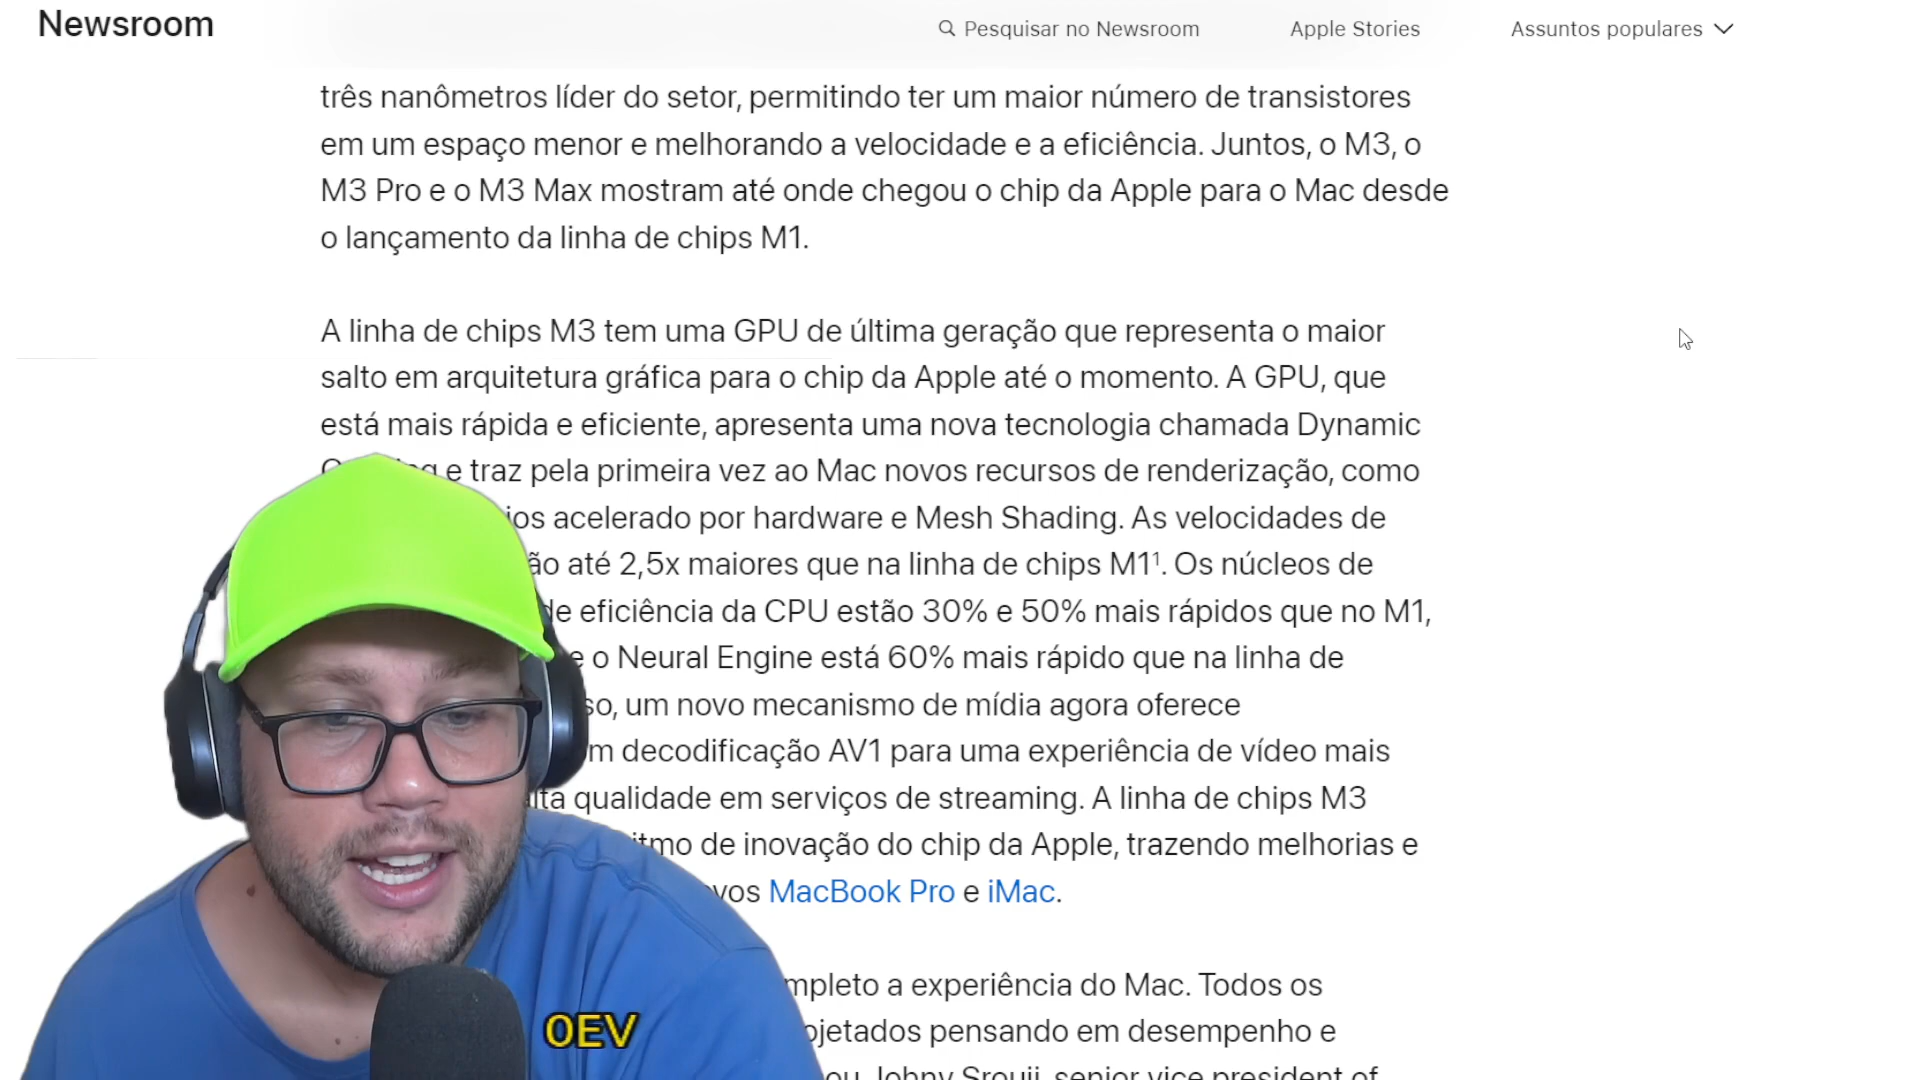 Newsroom
Pesquisar no Newsroom
Apple Stories
Assuntos populares
três nanômetros líder do setor, permitindo ter um maior número de transistores
em um espaço menor e melhorando a velocidade e a eficiência. Juntos, o M3, o
M3 Pro e o M3 Max mostram até onde chegou o chip da Apple para o Mac desde
o lançamento da linha de chips M1.
A linha de chips M3 tem uma GPU de última geração que representa o maior
salto em arquitetura gráfica para o chip da Apple até o momento. A GPU, que
está mais rápida e eficiente, apresenta uma nova tecnologia chamada Dynamic
e traz pela primeira vez ao Mac novos recursos de renderização, como
acelerado por hardware e Mesh Shading. As velocidades de
até 2,5x maiores que na linha de chips M1¹. Os núcleos de
de eficiência da CPU estão 30% e 50% mais rápidos que no M1,
e o Neural Engine está 60% mais rápido que na linha de
um novo mecanismo de mídia agora oferece
decodificação AV1 para uma experiência de vídeo mais
qualidade em serviços de streaming. A linha de chips M3
de inovação do chip da Apple, trazendo melhorias e
MacBook Pro e iMac.
a experiência do Mac. Todos os
pensando em desempenho e
Johny Srouji, senior vice president of
0EV